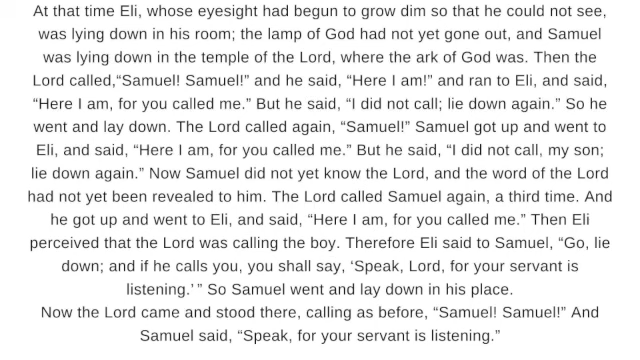 At that time Eli, whose eyesight had begun to grow dim so that he could not see,
was lying down in his room; the lamp of God had not yet gone out, and Samuel
was lying down in the temple of the Lord, where the ark of God was. Then the
Lord called,“Samuel! Samuel!” and he said, “Here I am!” and ran to Eli, and said,
“Here I am, for you called me.” But he said, “I did not call; lie down again.” So he
went and lay down. The Lord called again, “Samuel!” Samuel got up and went to
Eli, and said, “Here I am, for you called me.” But he said, “I did not call, my son;
lie down again.” Now Samuel did not yet know the Lord, and the word of the Lord
had not yet been revealed to him. The Lord called Samuel again, a third time. And
he got up and went to Eli, and said, “Here I am, for you called me.” Then Eli
perceived that the Lord was calling the boy. Therefore Eli said to Samuel, “Go, lie
down; and if he calls you, you shall say, ‘Speak, Lord, for your servant is
listening.’ ” So Samuel went and lay down in his place.
Now the Lord came and stood there, calling as before, “Samuel! Samuel!” And
Samuel said, “Speak, for your servant is listening.”